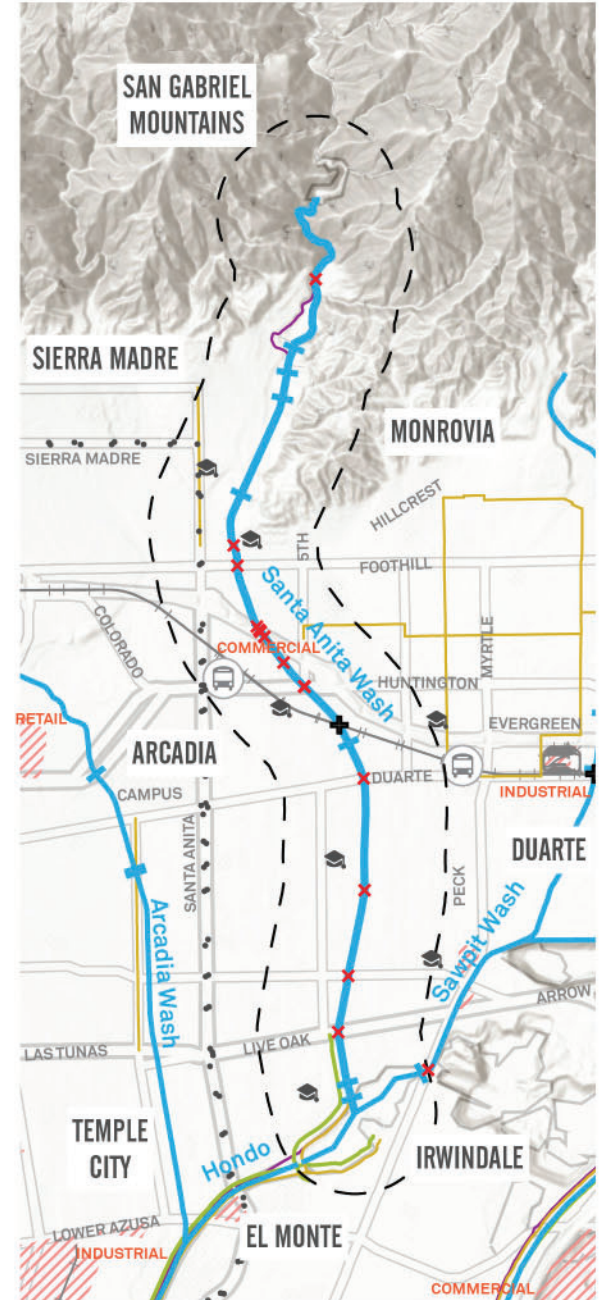 SAN GABRIEL
MOUNTAINS
SIERRA MADRE
MONROVIA
SIERRA MADRE
HILLCREST
5TH
FOOTHILL
Santa Anita Wash
COLORADO
COMMERCIAL
MYRTLE
HUNTINGTON
RETAIL
EVERGREEN
ARCADIA
DUARTE
INDUSTRIAL
CAMPUS
DUARTE
SANTA ANITA
PECK
Arcadia Wash
Sawpit Wash
ARROW
LIVE OAK
LAS TUNAS
TEMPLE
CITY
Hondo
IRWINDALE
LOWER AZUSA
EL MONTE
INDUSTRIAL
COMMERCIAL